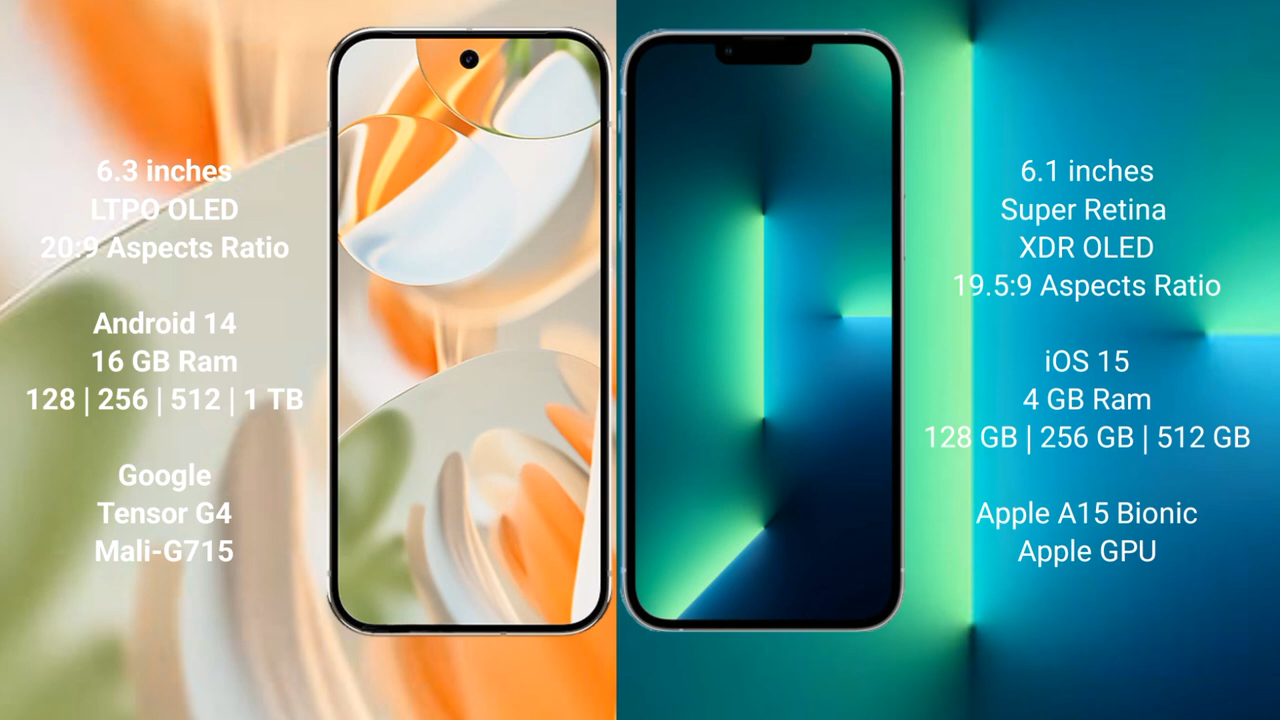 6.3 inches
LTPO OLED
20:9 Aspects Ratio
Android 14
16 GB Ram
128 | 256 | 512 | 1 TB
Google
Tensor G4
Mali-G715
6.1 inches
Super Retina
XDR OLED
19.5:9 Aspects Ratio
iOS 15
4 GB Ram
128 GB | 256 GB | 512 GB
Apple A15 Bionic
Apple GPU